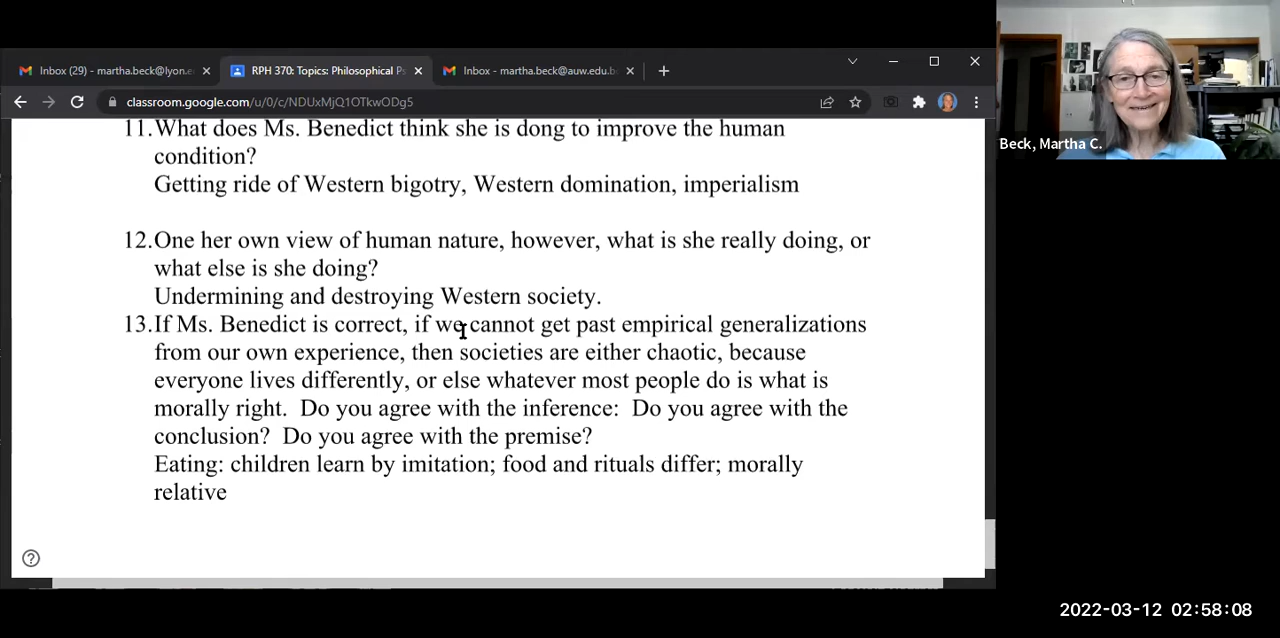 Inbox (29) - martha.beck@lyon.e
RPH 370: Topics: Philosophical Ps
Inbox - martha.beck@auw.edu.b
classroom.google.com/u/0/c/NDUxMjQ1OTkwODg5
Beck, Martha C.
11. What does Ms. Benedict think she is dong to improve the human
condition?
Getting ride of Western bigotry, Western domination, imperialism
12. One her own view of human nature, however, what is she really doing, or
what else is she doing?
Undermining and destroying Western society.
13. If Ms. Benedict is correct, if we cannot get past empirical generalizations
from our own experience, then societies are either chaotic, because
everyone lives differently, or else whatever most people do is what is
morally right.  Do you agree with the inference:  Do you agree with the
conclusion?  Do you agree with the premise?
Eating: children learn by imitation; food and rituals differ; morally
relative
2022-03-12 02:58:08